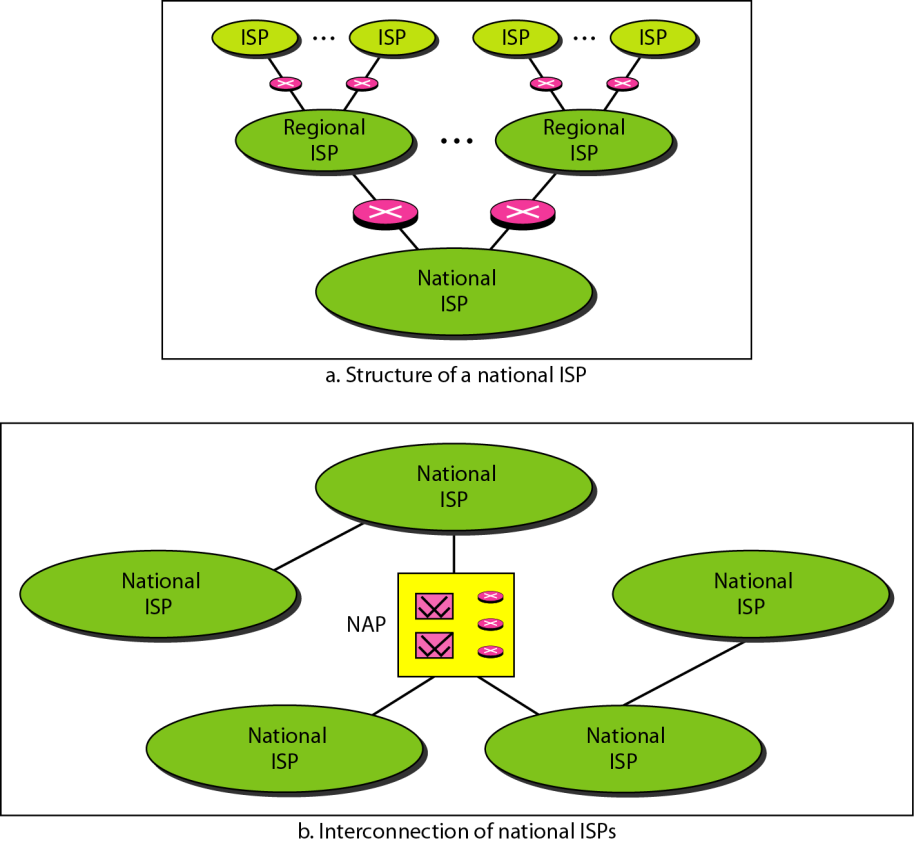 ISP ... ISP ISP ... ISP
Regional
ISP
...
Regional
ISP
National
ISP
a. Structure of a national ISP
National
ISP
National
ISP
National
ISP
NAP
National
ISP
National
ISP
b. Interconnection of national ISPs